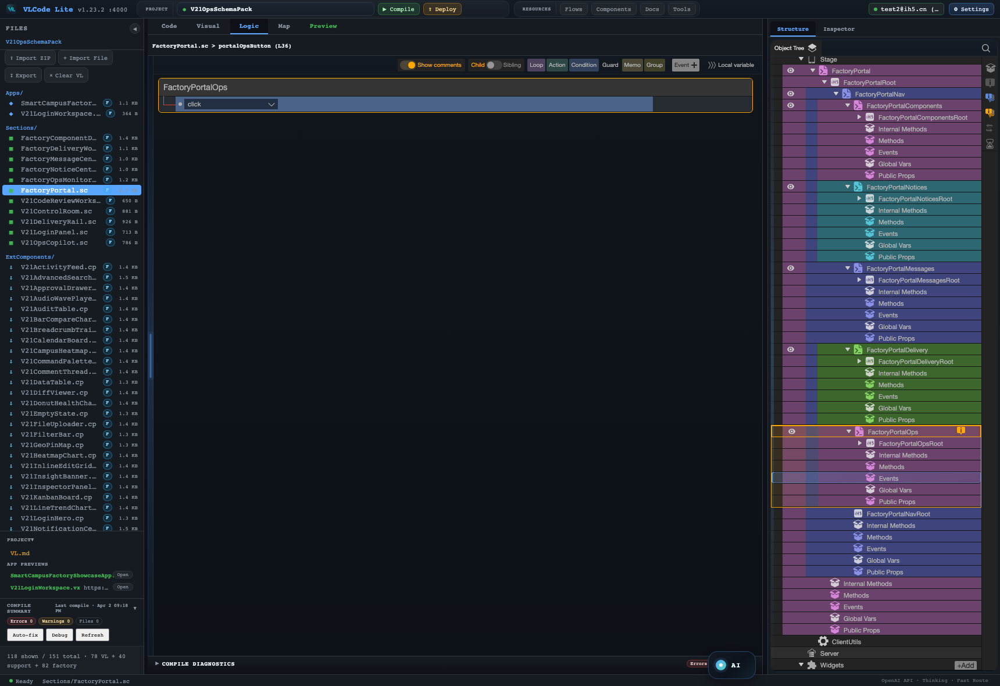 VLCode Lite v1.23.2 :4000
PROJECT
V21OpsSchemaPack
▶ Compile
⇧ Deploy
RESOURCES
Flows
Components
Docs
Tools
test2@ih5.cn (…
⚙ Settings
FILES
V21OpsSchemaPack
↑ Import ZIP
+ Import File
↧ Export
× Clear VL
Apps/
SmartCampusFactor… F 1.1 KB
V21LoginWorkspace.… F 364 B
Sections/
FactoryComponentD… F 1.4 KB
FactoryDeliveryWo… F 1.1 KB
FactoryMessageCen… F 1.0 KB
FactoryNoticeCent… F 1.0 KB
FactoryOpsMonitor… F 1.2 KB
FactoryPortal.sc F
V21CodeReviewWorks… F 650 B
V21ControlRoom.sc F 881 B
V21DeliveryRail.sc F 926 B
V21LoginPanel.sc F 713 B
V21OpsCopilot.sc F 786 B
ExtComponents/
V21ActivityFeed.cp F 1.4 KB
V21AdvancedSearch… F 1.5 KB
V21ApprovalDrawer… F 1.4 KB
V21AudioWavePlaye… F 1.4 KB
V21AuditTable.cp F 1.4 KB
V21BarCompareChar… F 1.4 KB
V21BreadcrumbTrai… F 1.4 KB
V21CalendarBoard.… F 1.4 KB
V21CampusHeatmap.… F 1.4 KB
V21CommandPalette… F 1.4 KB
V21CommentThread.… F 1.4 KB
V21DataTable.cp F 1.3 KB
V21DiffViewer.cp F 1.4 KB
V21DonutHealthCha… F 1.4 KB
V21EmptyState.cp F 1.3 KB
V21FileUploader.cp F 1.4 KB
V21FilterBar.cp F 1.3 KB
V21GeoPinMap.cp F 1.3 KB
V21HeatmapChart.cp F 1.4 KB
V21InlineEditGrid… F 1.4 KB
V21InsightBanner.… F 1.4 KB
V21InspectorPanel… F 1.4 KB
V21KanbanBoard.cp F 1.4 KB
V21LineTrendChart… F 1.4 KB
V21LoginHero.cp F 1.3 KB
V21NotificationCe… F 1.5 KB
PROJECT▾
VL.md
APP PREVIEWS
SmartCampusFactoryShowcaseApp. Open
V21LoginWorkspace.vx https:… Open
COMPILE SUMMARY
Last compile · Apr 2 09:18 PM
Errors 0
Warnings 0
Files 0
Auto-fix
Debug
Refresh
118 shown / 151 total · 78 VL + 40
support + 82 factory
Ready
Sections/FactoryPortal.sc
Code
Visual
Logic
Map
Preview
FactoryPortal.sc > portalOpsButton (L36)
Show comments
Child
Sibling
Loop
Action
Condition
Guard
Memo
Group
Event +
Local variable
FactoryPortalOps
click
▶ COMPILE DIAGNOSTICS
Errors
AI
Structure
Inspector
Object Tree
Stage
FactoryPortal
FactoryPortalRoot
FactoryPortalNav
FactoryPortalComponents
FactoryPortalComponentsRoot
Internal Methods
Methods
Events
Global Vars
Public Props
FactoryPortalNotices
FactoryPortalNoticesRoot
Internal Methods
Methods
Events
Global Vars
Public Props
FactoryPortalMessages
FactoryPortalMessagesRoot
Internal Methods
Methods
Events
Global Vars
Public Props
FactoryPortalDelivery
FactoryPortalDeliveryRoot
Internal Methods
Methods
Events
Global Vars
Public Props
FactoryPortalOps
FactoryPortalOpsRoot
Internal Methods
Methods
Events
Global Vars
Public Props
FactoryPortalNavRoot
Internal Methods
Methods
Events
Global Vars
Public Props
Internal Methods
Methods
Events
Global Vars
Public Props
ClientUtils
Server
Widgets
+Add
OpenAI API · Thinking · Fast Route